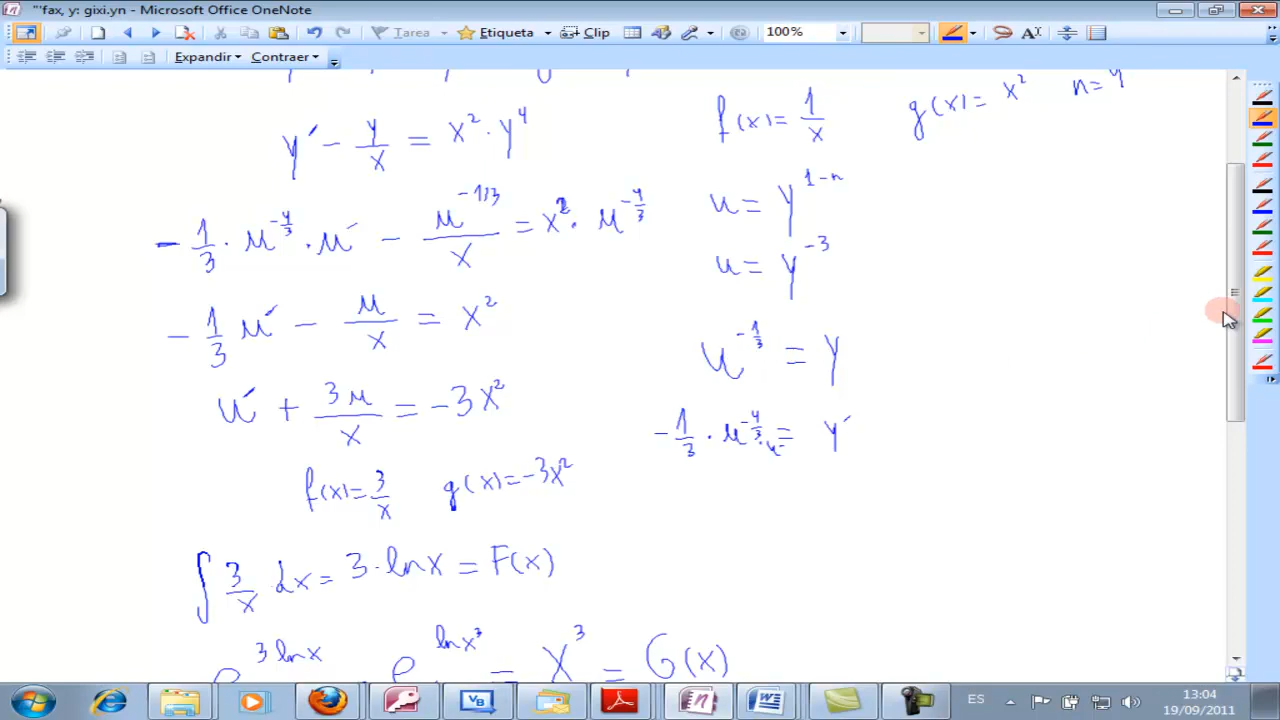 "'fax, y: gixi.yn - Microsoft OneNote
Tarea Etiqueta Clip 100%
Expandir Contraer
y′ - y/x = x² · y⁴
f(x) = 1/x g(x) = x² n = 4
u = y^(1-n)
-1/3 · u^(-4/3) · u′ - u^(-1/3)/x = x² · u^(-4/3)
u = y^(-3)
-1/3 u′ - u/x = x²
u^(-1/3) = y
u′ + 3u/x = -3x²
-1/3 · u^(-4/3) · u′ = y′
f(x) = 3/x g(x) = -3x²
∫ 3/x dx = 3 · ln x = F(x)
e^(3 ln x) e^(ln x³) = x³ = G(x)
ES
13:04
19/09/2011